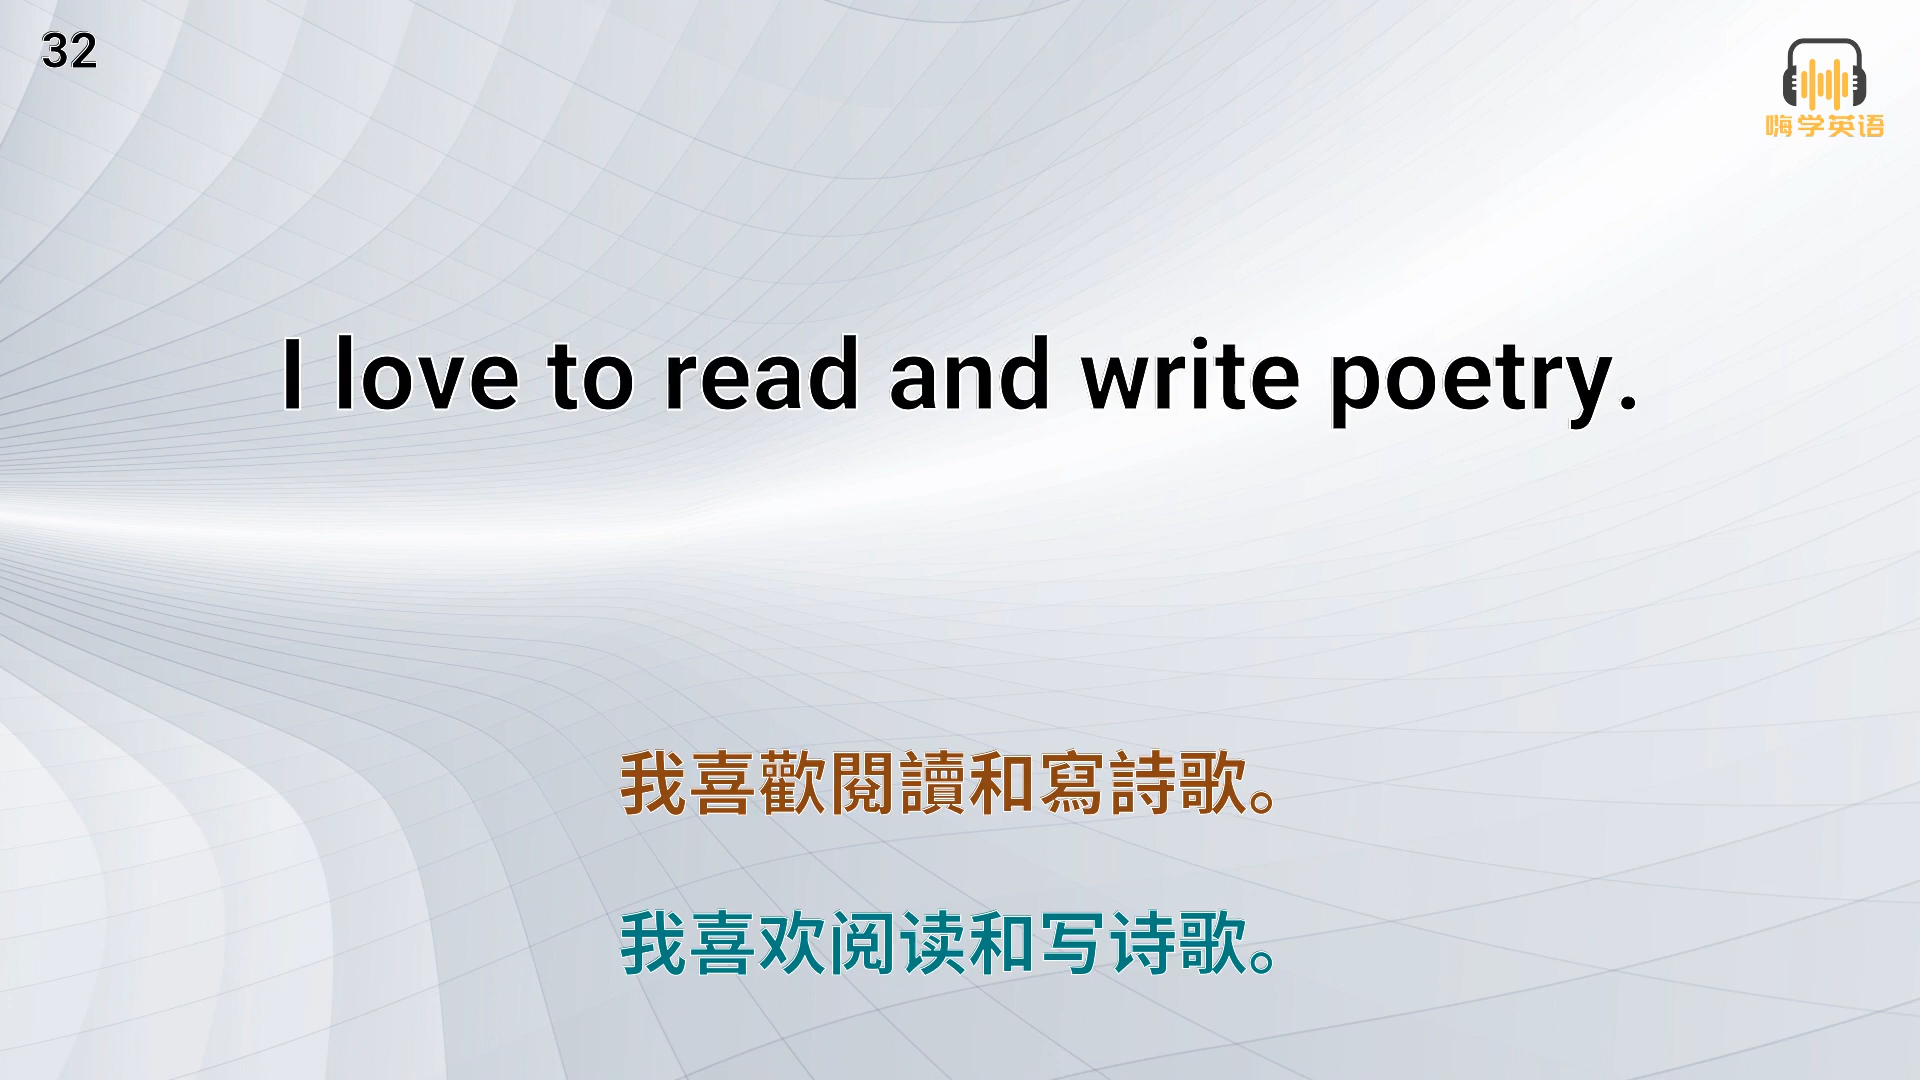 32
嗨学英语
I love to read and write poetry.
我喜歡閱讀和寫詩歌。
我喜欢阅读和写诗歌。